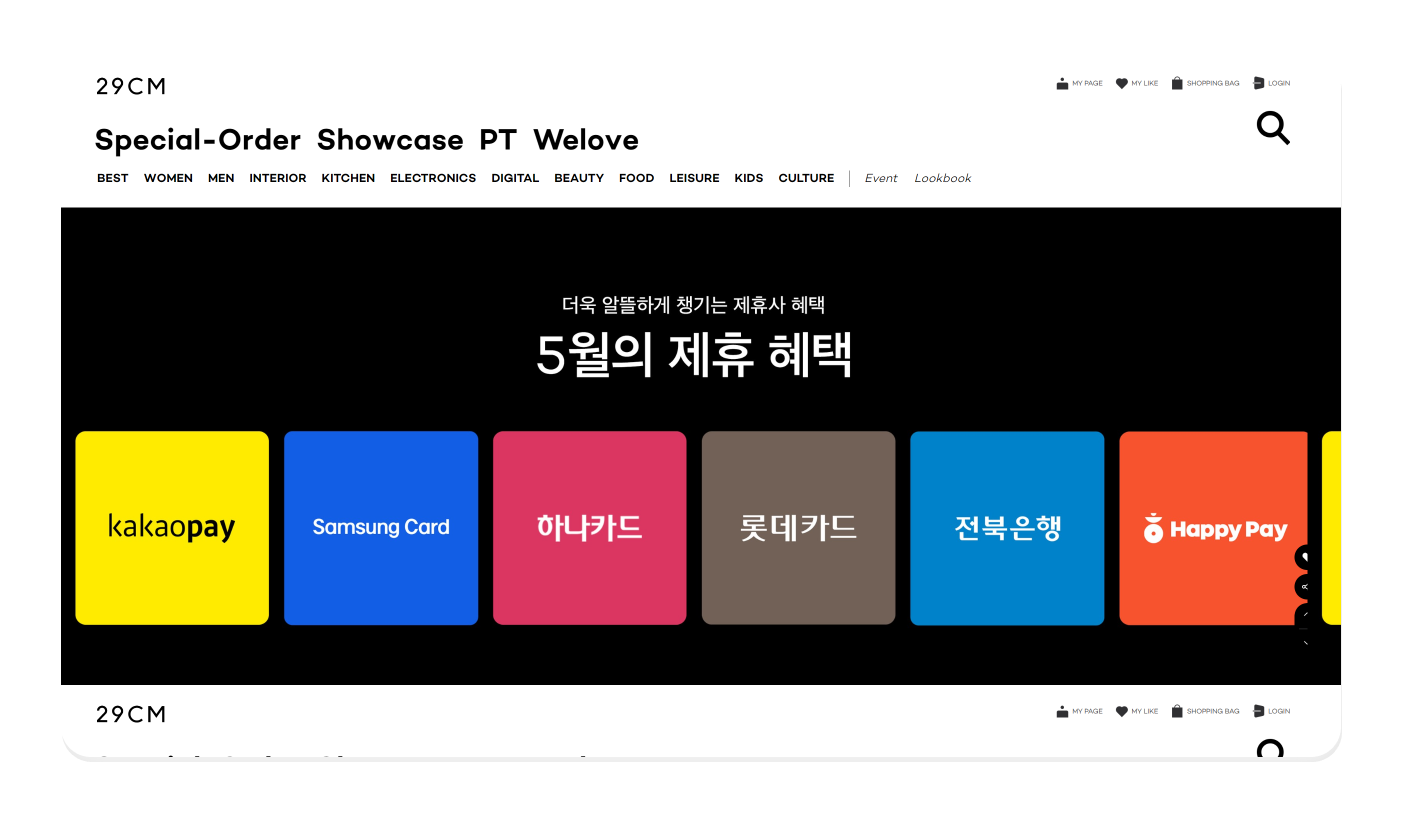 29CM
MY PAGE MY LIKE SHOPPING BAG LOGIN
Special-Order Showcase PT Welove
BEST WOMEN MEN INTERIOR KITCHEN ELECTRONICS DIGITAL BEAUTY FOOD LEISURE KIDS CULTURE Event Lookbook
더욱 알뜰하게 챙기는 제휴사 혜택
5월의 제휴 혜택
kakaopay
Samsung Card
하나카드
롯데카드
전북은행
Happy Pay
29CM
MY PAGE MY LIKE SHOPPING BAG LOGIN